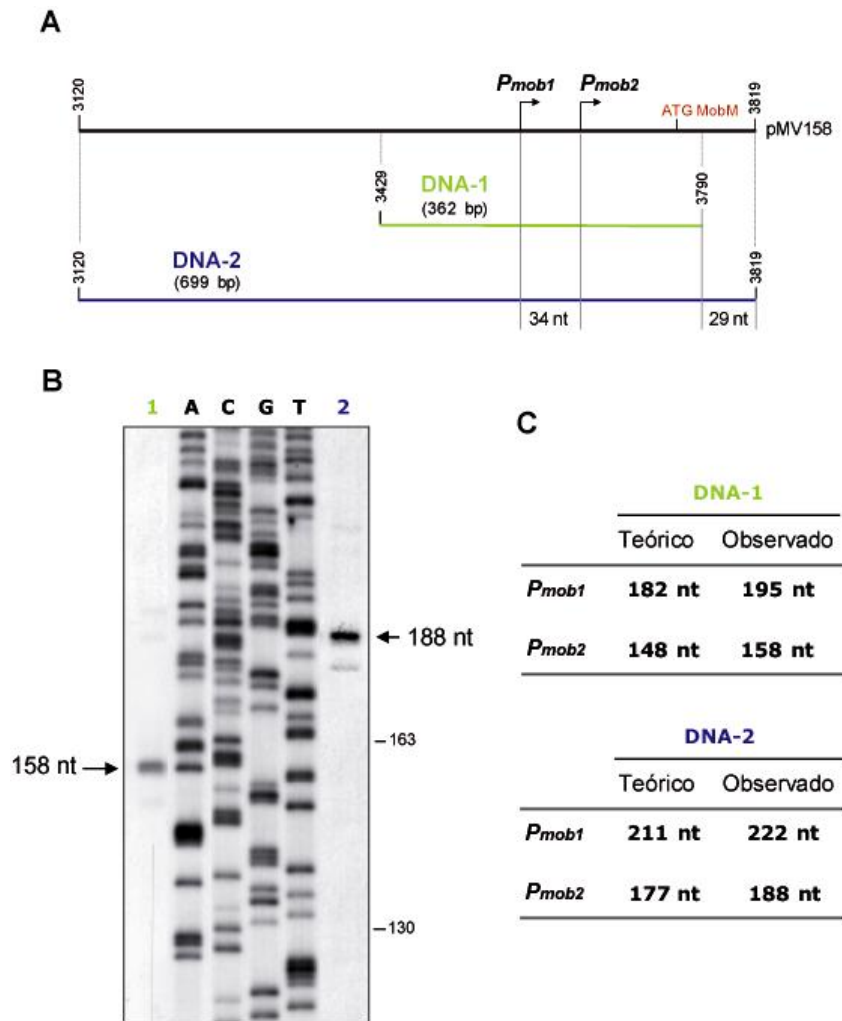 A
3120
Pmob1
Pmob2
ATG MobM
3819
pMV158
3429
DNA-1
(362 bp)
3790
3120
DNA-2
(699 bp)
3819
34 nt
29 nt
B
1 A C G T 2
188 nt
163
158 nt
130
C
DNA-1
Teórico Observado
Pmob1 182 nt 195 nt
Pmob2 148 nt 158 nt
DNA-2
Teórico Observado
Pmob1 211 nt 222 nt
Pmob2 177 nt 188 nt